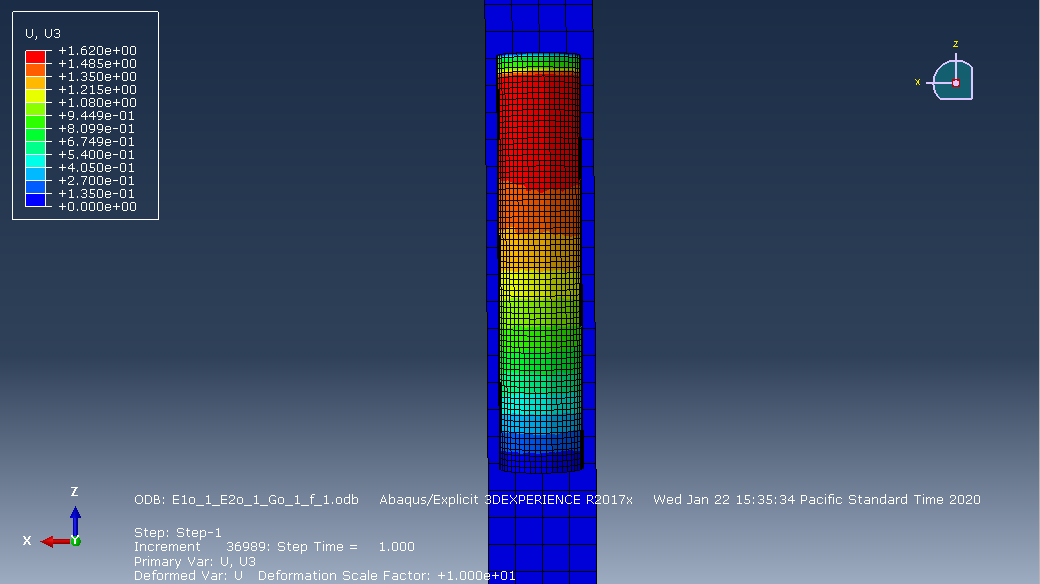 U, U3
+1.620e+00
+1.485e+00
+1.350e+00
+1.215e+00
+1.080e+00
+9.449e-01
+8.099e-01
+6.749e-01
+5.400e-01
+4.050e-01
+2.700e-01
+1.350e-01
+0.000e+00
z
x
Z
X Y
ODB: E1o_1_E2o_1_Go_1_f_1.odb Abaqus/Explicit 3DEXPERIENCE R2017x Wed Jan 22 15:35:34 Pacific Standard Time 2020
Step: Step-1
Increment 36989: Step Time = 1.000
Primary Var: U, U3
Deformed Var: U Deformation Scale Factor: +1.000e+01